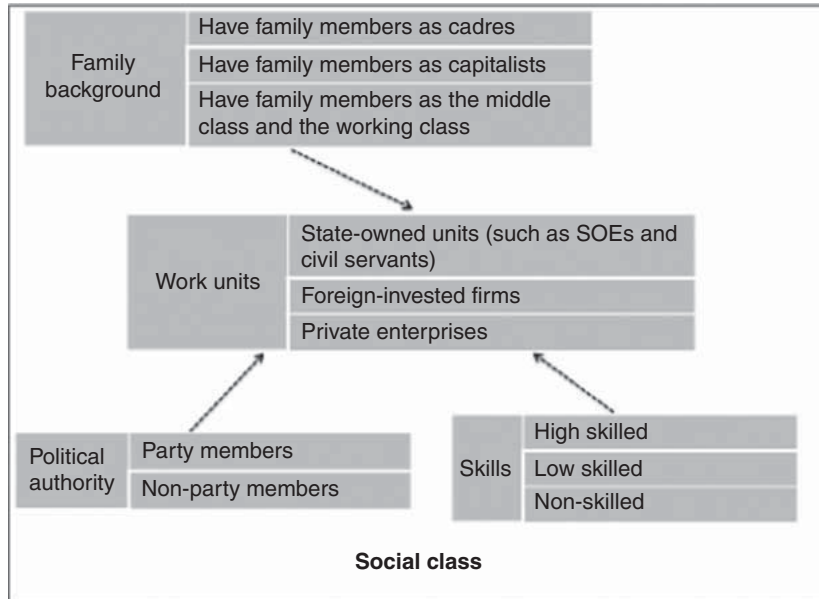 Family
background
Have family members as cadres
Have family members as capitalists
Have family members as the middle
class and the working class
Work units
State-owned units (such as SOEs and
civil servants)
Foreign-invested firms
Private enterprises
Political
authority
Party members
Non-party members
Skills
High skilled
Low skilled
Non-skilled
Social class